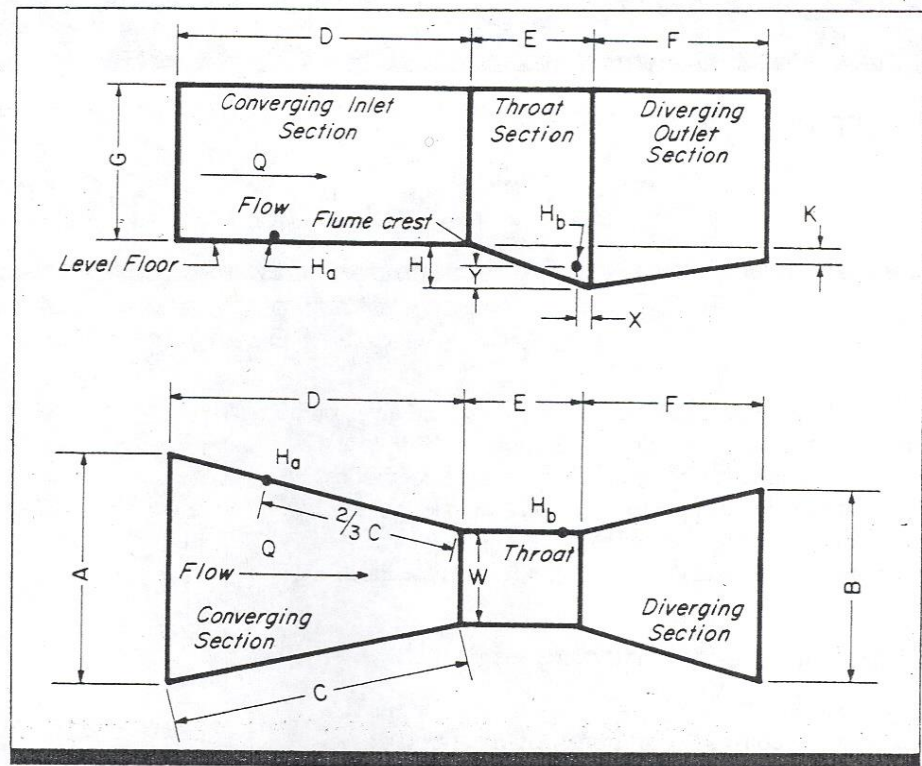 D
E
F
Converging Inlet
Section
Throat
Section
Diverging
Outlet
Section
G
Q
Flow
Flume crest
H_b
K
Level Floor
H_a
H
Y
X
D
E
F
H_a
2/3 C
H_b
Q
Throat
A
Flow
W
B
Converging
Section
Diverging
Section
C